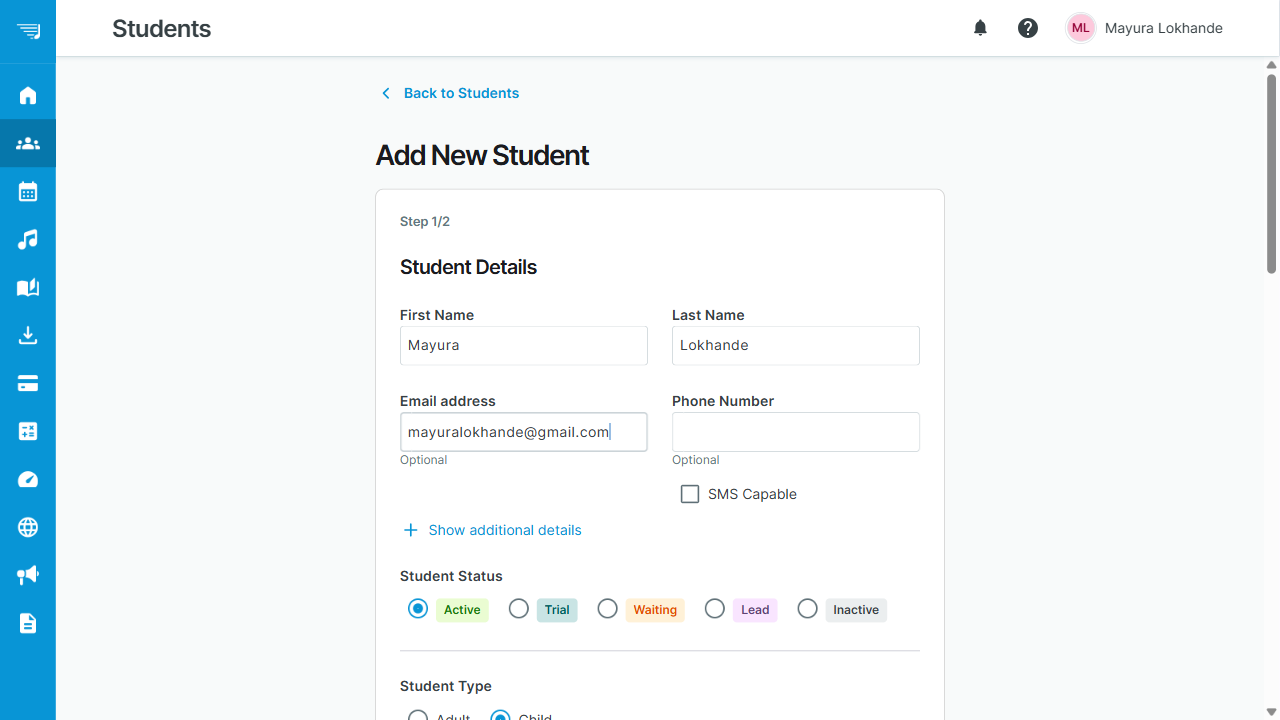 Students
ML Mayura Lokhande
Back to Students
Add New Student
Step 1/2
Student Details
First Name Last Name
Mayura Lokhande
Email address Phone Number
mayuralokhande@gmail.com
Optional Optional
SMS Capable
Show additional details
Student Status
Active Trial Waiting Lead Inactive
Student Type
Adult Child